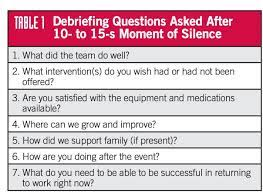 TABLE 1 Debriefing Questions Asked After
10- to 15-s Moment of Silence
1. What did the team do well?
2. What intervention(s) do you wish had or had not been
offered?
3. Are you satisfied with the equipment and medications
available?
4. Where can we grow and improve?
5. How did we support family (if present)?
6. How are you doing after the event?
7. What do you need to be able to be successful in returning
to work right now?